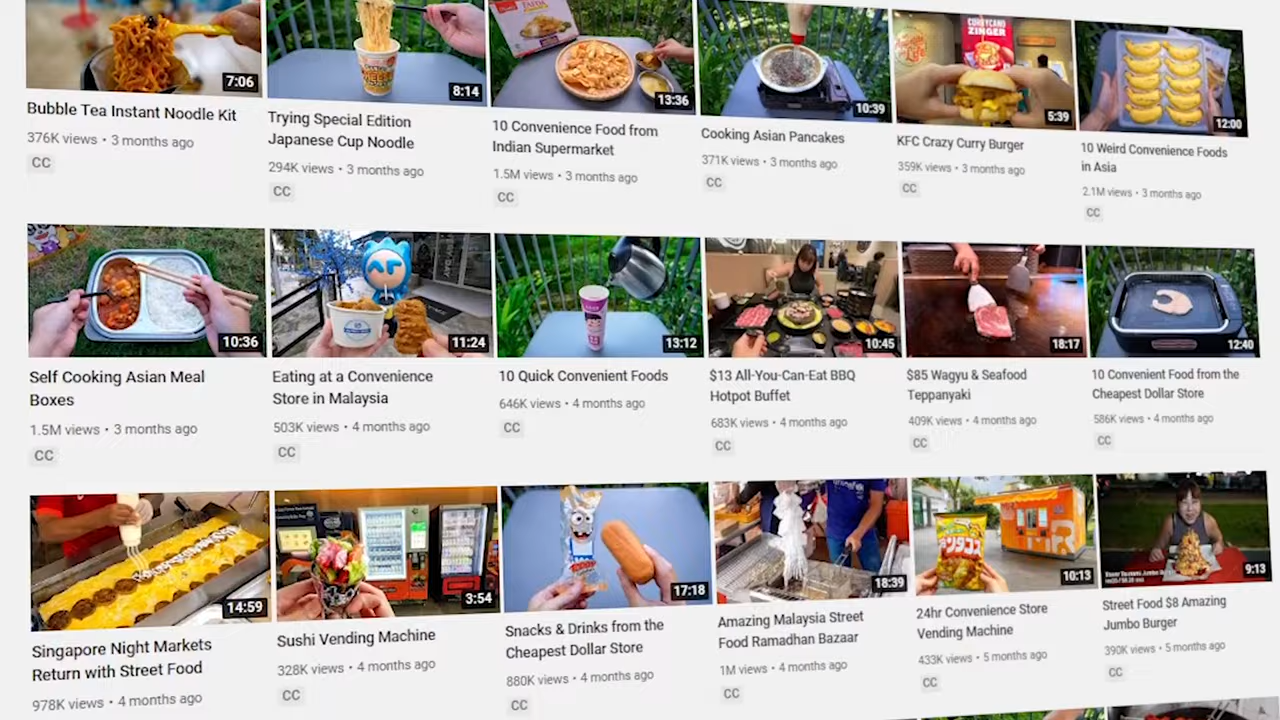 7:06
8:14
13:36
10:39
5:39
12:00
CURRYCANO
ZINGER
Bubble Tea Instant Noodle Kit
376K views • 3 months ago
CC
Trying Special Edition
Japanese Cup Noodle
294K views • 3 months ago
CC
10 Convenience Food from
Indian Supermarket
1.5M views • 3 months ago
CC
Cooking Asian Pancakes
371K views • 3 months ago
CC
KFC Crazy Curry Burger
359K views • 3 months ago
CC
10 Weird Convenience Foods
in Asia
2.1M views • 3 months ago
CC
10:36
11:24
13:12
10:45
18:17
12:40
Self Cooking Asian Meal
Boxes
1.5M views • 3 months ago
CC
Eating at a Convenience
Store in Malaysia
503K views • 4 months ago
CC
10 Quick Convenient Foods
646K views • 4 months ago
CC
$13 All-You-Can-Eat BBQ
Hotpot Buffet
683K views • 4 months ago
CC
$85 Wagyu & Seafood
Teppanyaki
409K views • 4 months ago
CC
10 Convenient Food from the
Cheapest Dollar Store
586K views • 4 months ago
CC
14:59
3:54
17:18
18:39
10:13
9:13
Singapore Night Markets
Return with Street Food
978K views • 4 months ago
Sushi Vending Machine
328K views • 4 months ago
CC
Snacks & Drinks from the
Cheapest Dollar Store
880K views • 4 months ago
CC
Amazing Malaysia Street
Food Ramadhan Bazaar
1M views • 4 months ago
CC
24hr Convenience Store
Vending Machine
433K views • 5 months ago
CC
Street Food $8 Amazing
Jumbo Burger
390K views • 5 months ago
CC